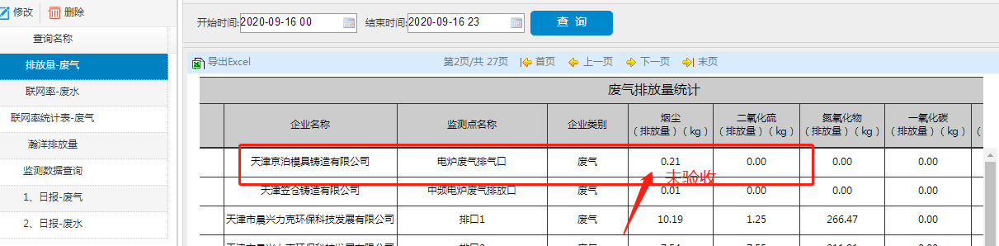 修改 删除
查询名称
排放量-废气
联网率-废水
联网率统计表-废气
瀚洋排放量
监测数据查询
1、日报-废气
2、日报-废水
开始时间:2020-09-16 00 结束时间:2020-09-16 23 查 询
导出Excel 第2页/共 27页 首页 上一页 下一页 末页
废气排放量统计
企业名称 监测点名称 企业类别 烟尘 二氧化硫 氮氧化物 一氧化碳
（排放量）（kg） （排放量）（kg） （排放量）（kg） （排放量）（kg） （
天津京泊模具铸造有限公司 电炉废气排气口 废气 0.21 0.00 0.00 0.00
未验收
天津笠仓铸造有限公司 中频电炉废气排放口 废气 0.01 0.00 0.00 0.00
天津市晨兴力克环保科技发展有限公司 排口1 废气 10.19 1.25 266.47 0.00